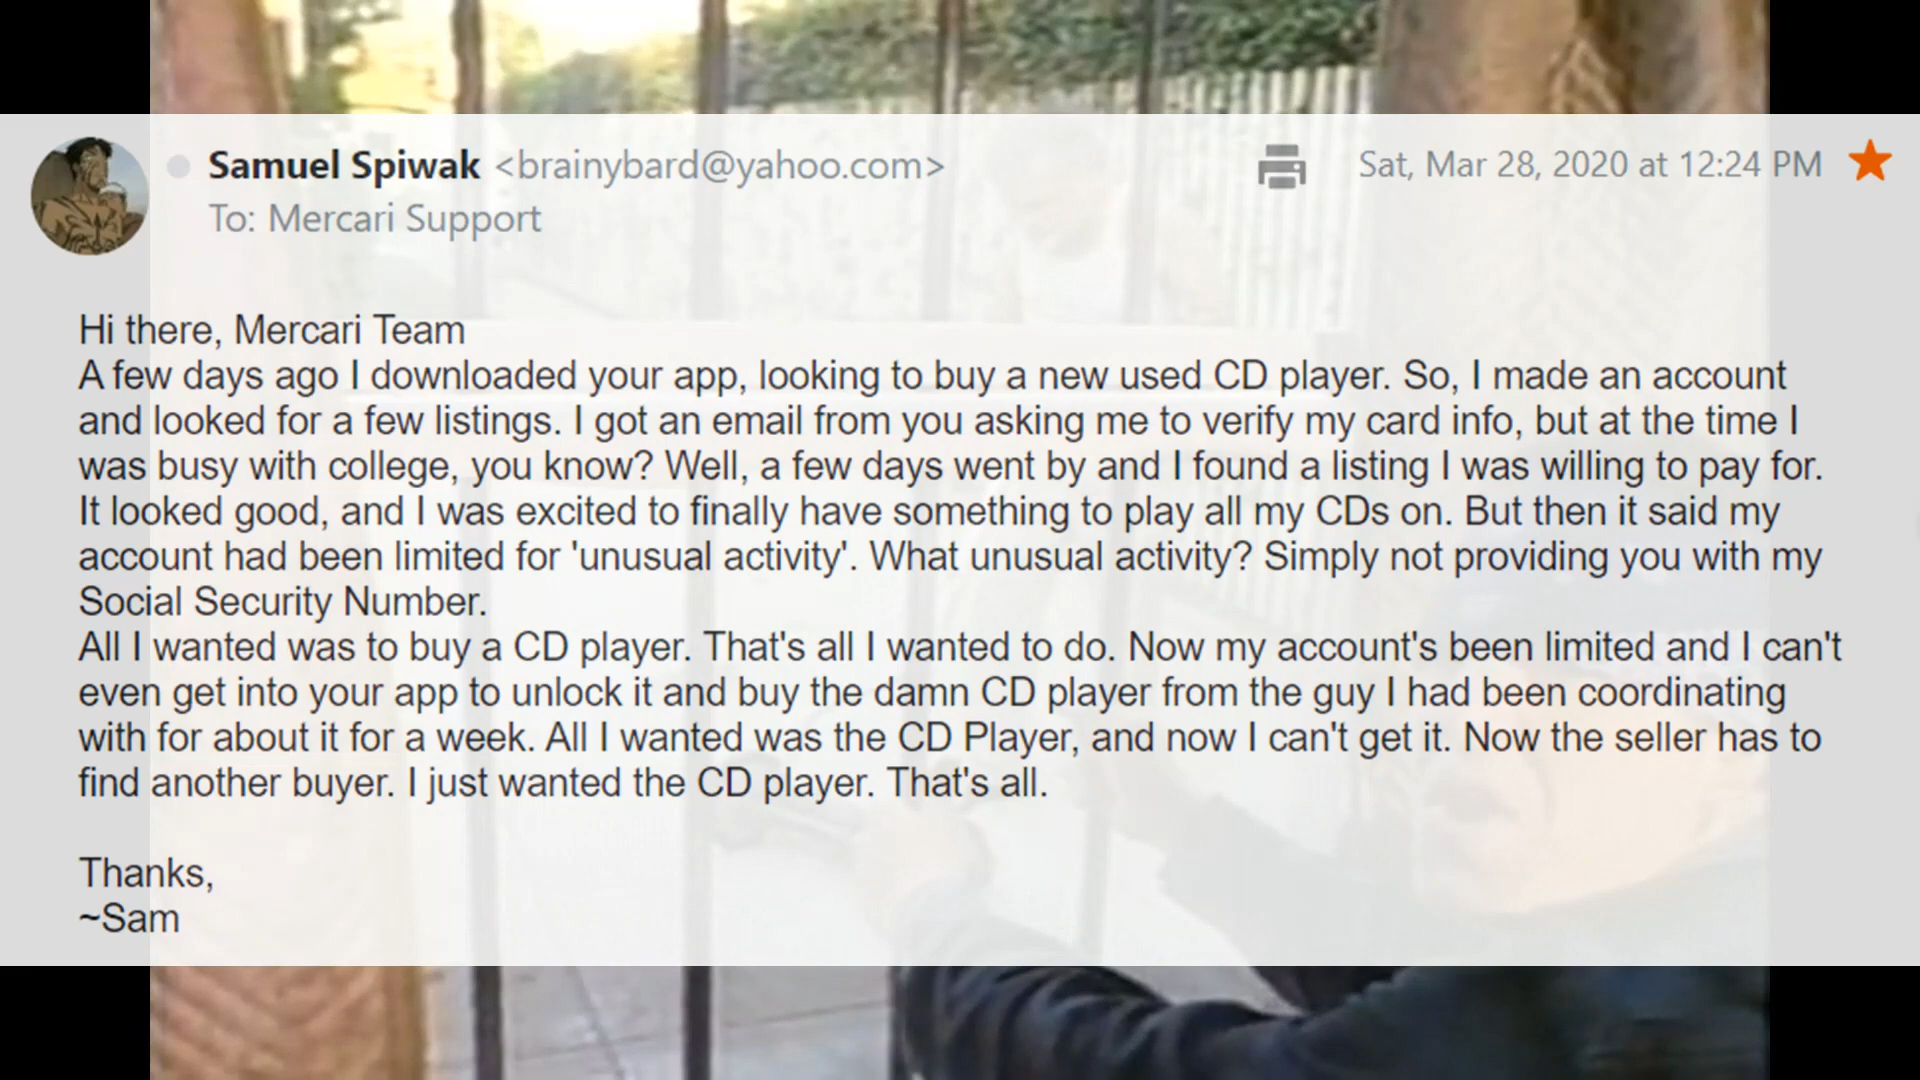 Samuel Spiwak <brainybard@yahoo.com> Sat, Mar 28, 2020 at 12:24 PM
To: Mercari Support
Hi there, Mercari Team
A few days ago I downloaded your app, looking to buy a new used CD player. So, I made an account
and looked for a few listings. I got an email from you asking me to verify my card info, but at the time I
was busy with college, you know? Well, a few days went by and I found a listing I was willing to pay for.
It looked good, and I was excited to finally have something to play all my CDs on. But then it said my
account had been limited for 'unusual activity'. What unusual activity? Simply not providing you with my
Social Security Number.
All I wanted was to buy a CD player. That's all I wanted to do. Now my account's been limited and I can't
even get into your app to unlock it and buy the damn CD player from the guy I had been coordinating
with for about it for a week. All I wanted was the CD Player, and now I can't get it. Now the seller has to
find another buyer. I just wanted the CD player. That's all.
Thanks,
~Sam